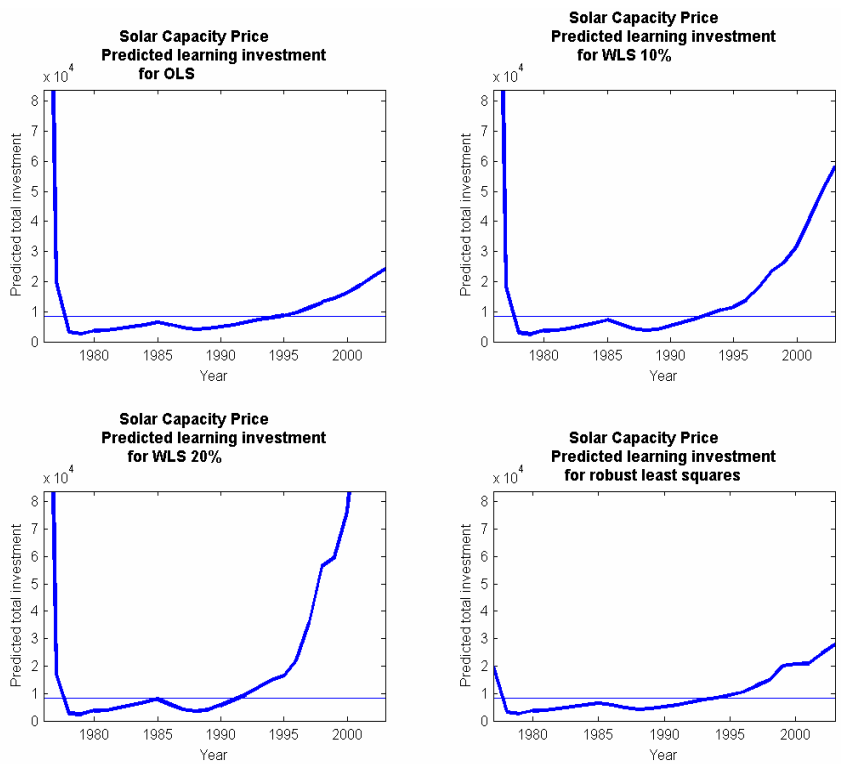 Solar Capacity Price
Predicted learning investment
for OLS
x 10^4
8
7
6
5
4
3
2
1
0
Predicted total investment
1980 1985 1990 1995 2000
Year
Solar Capacity Price
Predicted learning investment
for WLS 10%
x 10^4
8
7
6
5
4
3
2
1
0
Predicted total investment
1980 1985 1990 1995 2000
Year
Solar Capacity Price
Predicted learning investment
for WLS 20%
x 10^4
8
7
6
5
4
3
2
1
0
Predicted total investment
1980 1985 1990 1995 2000
Year
Solar Capacity Price
Predicted learning investment
for robust least squares
x 10^4
8
7
6
5
4
3
2
1
0
Predicted total investment
1980 1985 1990 1995 2000
Year